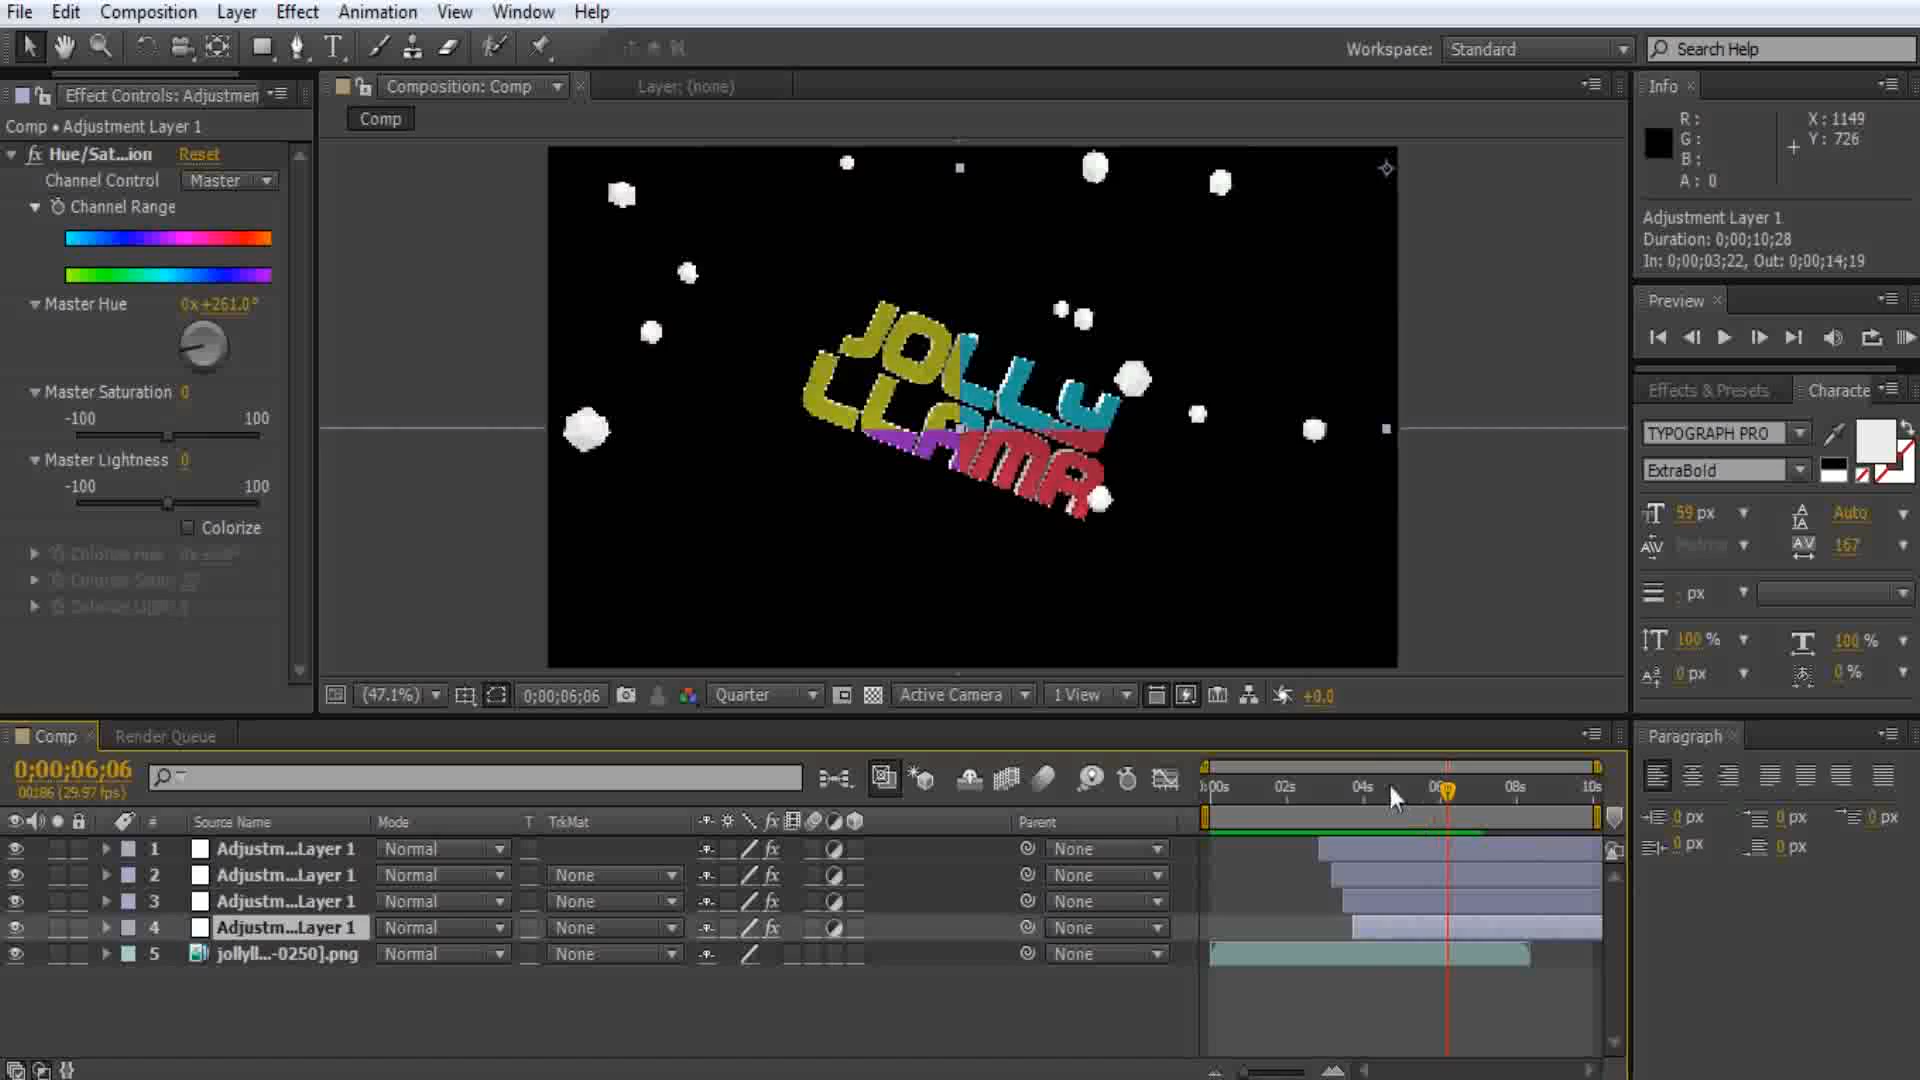 File Edit Composition Layer Effect Animation View Window Help
Workspace: Standard Search Help
Effect Controls: Adjustmen
Comp • Adjustment Layer 1
fx Hue/Sat...ion Reset
Channel Control Master
Channel Range
Master Hue 0x +261.0°
Master Saturation 0
-100 100
Master Lightness 0
-100 100
Colorize
Composition: Comp Layer: (none)
Comp
JOLLY
LLAMA
(47.1%) 0;00;06;06 Quarter Active Camera 1 View +0.0
Info
R: X: 1149
G: Y: 726
B:
A: 0
Adjustment Layer 1
Duration: 0;00;10;28
In: 0;00;03;22, Out: 0;00;14;19
Preview
Effects & Presets Characte
TYPOGRAPH PRO
ExtraBold
59 px Auto
167
- px
100 % 100 %
0 px 0 %
Comp Render Queue
0;00;06;06
00186 (29.97 fps)
00s 02s 04s 06 08s 10s
# Source Name Mode T TrkMat fx Parent
1 Adjustm...Layer 1 Normal fx None
2 Adjustm...Layer 1 Normal None fx None
3 Adjustm...Layer 1 Normal None fx None
4 Adjustm...Layer 1 Normal None fx None
5 jollyll...-0250].png Normal None None
Paragraph
0 px 0 px 0 px
0 px 0 px